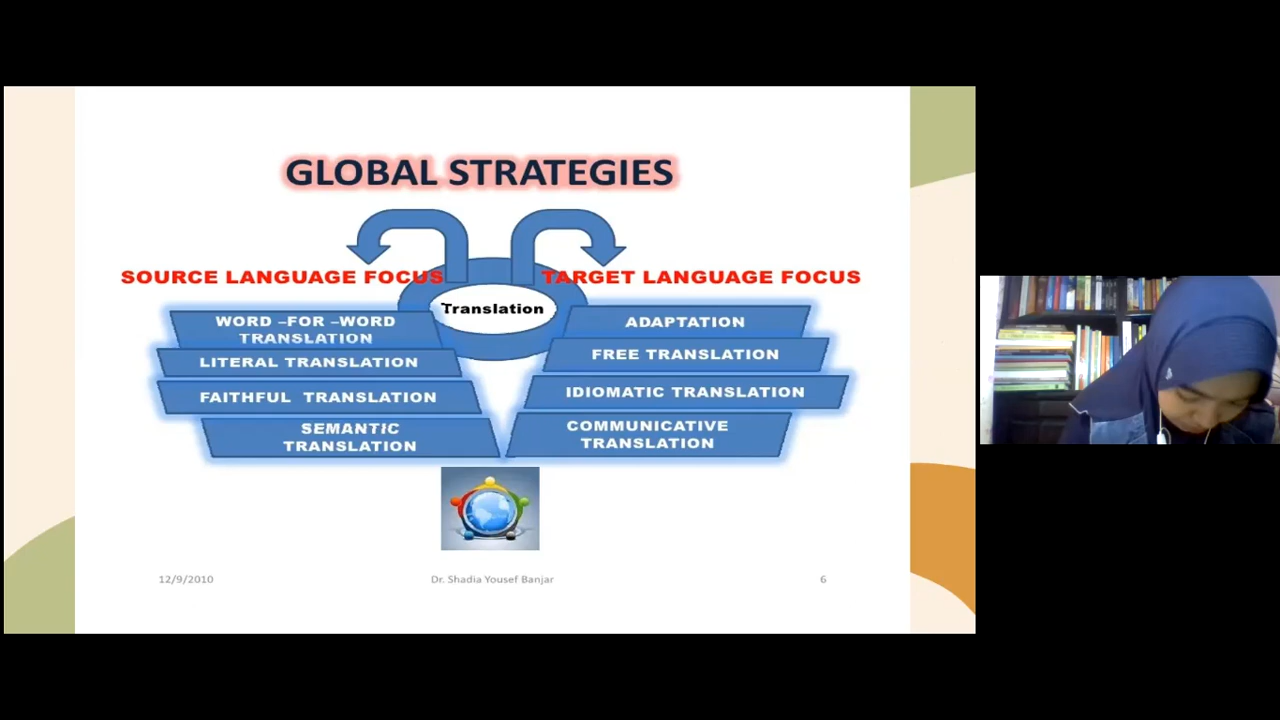 GLOBAL STRATEGIES
SOURCE LANGUAGE FOCUS
TARGET LANGUAGE FOCUS
Translation
WORD –FOR –WORD
TRANSLATION
LITERAL TRANSLATION
FAITHFUL TRANSLATION
SEMANTIC
TRANSLATION
ADAPTATION
FREE TRANSLATION
IDIOMATIC TRANSLATION
COMMUNICATIVE
TRANSLATION
12/9/2010
Dr. Shadia Yousef Banjar
6